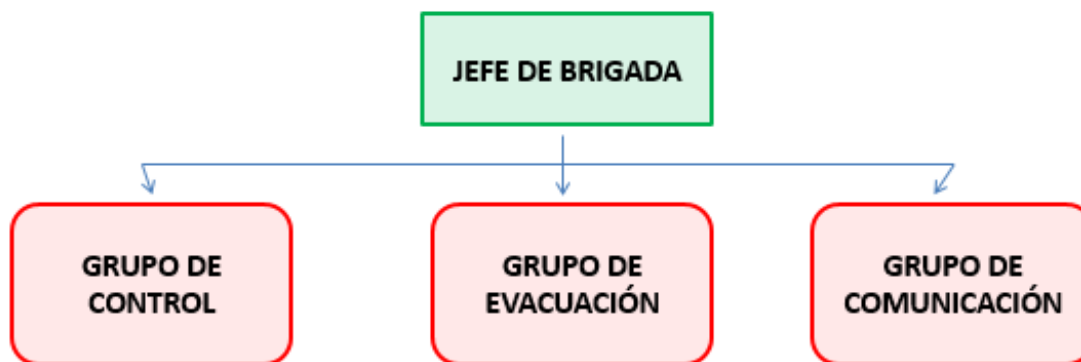 JEFE DE BRIGADA
GRUPO DE
CONTROL
GRUPO DE
EVACUACIÓN
GRUPO DE
COMUNICACIÓN